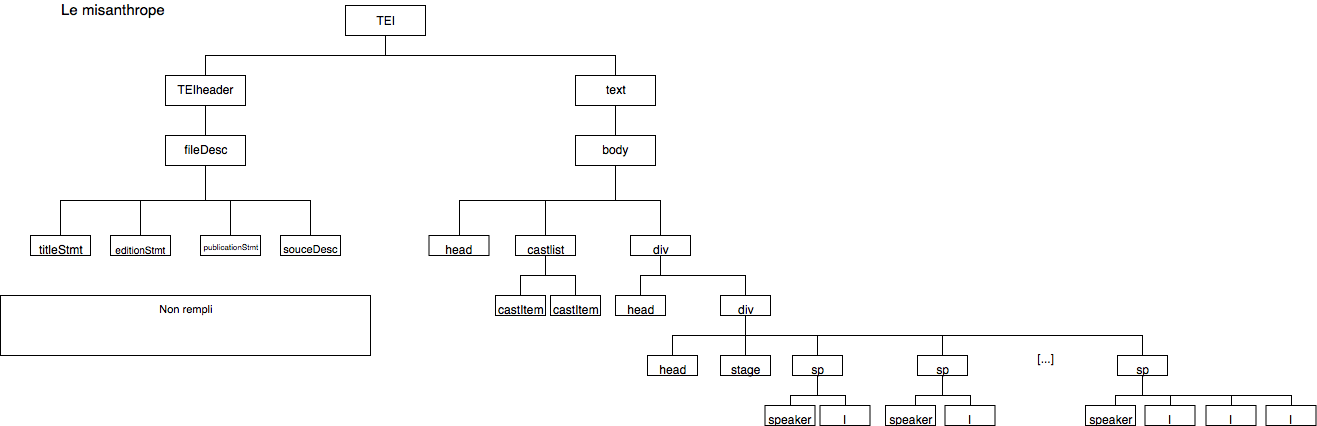 Le misanthrope
TEI
TEIheader
text
fileDesc
body
titleStmt
editionStmt
publicationStmt
souceDesc
head
castlist
div
castItem
castItem
head
div
Non rempli
head
stage
sp
sp
[...]
sp
speaker
l
speaker
l
speaker
l
l
l